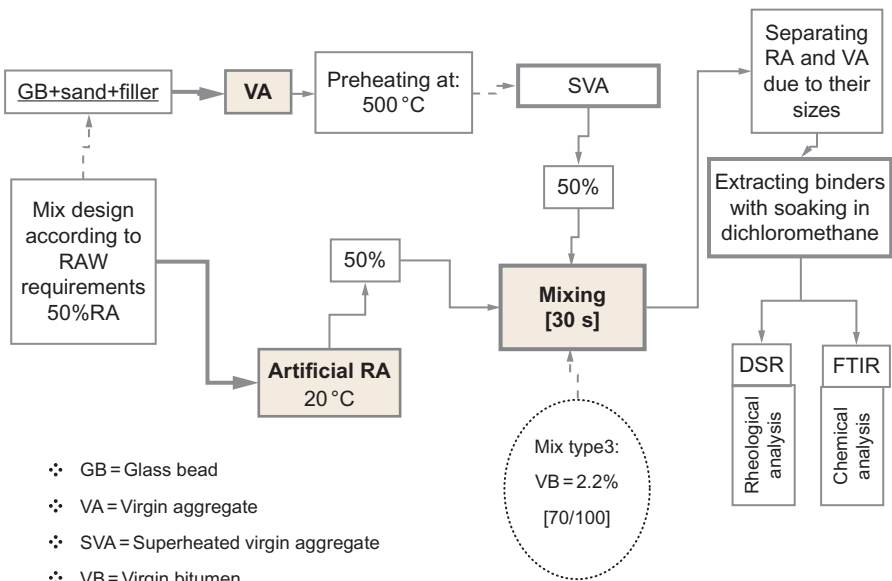 GB+sand+filler
VA
Preheating at:
500 °C
SVA
Separating
RA and VA
due to their
sizes
Mix design
according to
RAW
requirements
50%RA
50%
50%
Extracting binders
with soaking in
dichloromethane
Mixing
[30 s]
Artificial RA
20 °C
DSR
FTIR
Rheological
analysis
Chemical
analysis
Mix type3:
VB = 2.2%
[70/100]
❖ GB = Glass bead
❖ VA = Virgin aggregate
❖ SVA = Superheated virgin aggregate
❖ VB = Virgin bitumen